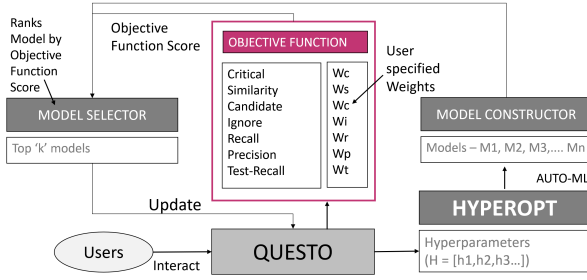 Ranks
Model by
Objective
Function
Score
Objective
Function Score
OBJECTIVE FUNCTION
Critical
Similarity
Candidate
Ignore
Recall
Precision
Test-Recall
Wc
Ws
Wc
Wi
Wr
Wp
Wt
User
specified
Weights
MODEL SELECTOR
Top ‘k’ models
MODEL CONSTRUCTOR
Models – M1, M2, M3,.... Mn
AUTO-ML
HYPEROPT
Hyperparameters
(H = [h1,h2,h3...])
Update
Users
Interact
QUESTO